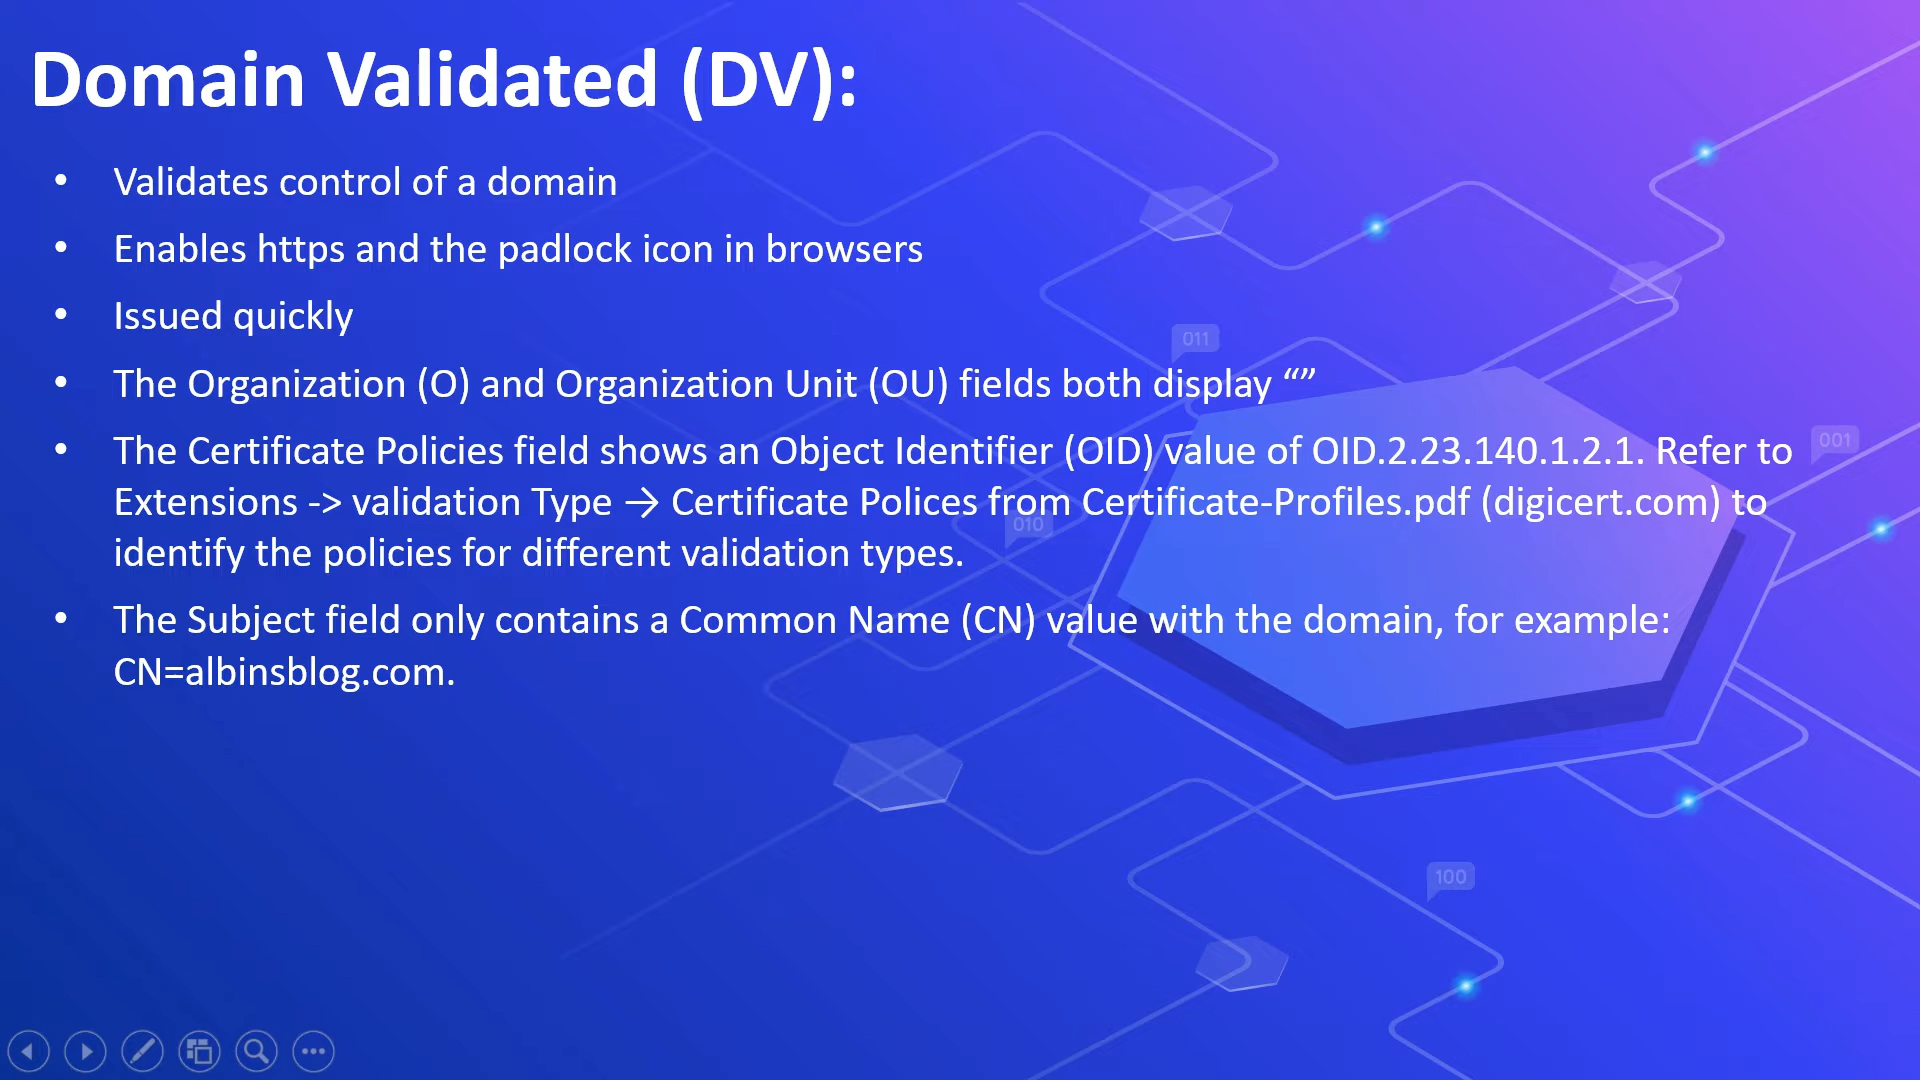 Domain Validated (DV):
• Validates control of a domain
• Enables https and the padlock icon in browsers
• Issued quickly
• The Organization (O) and Organization Unit (OU) fields both display “”
• The Certificate Policies field shows an Object Identifier (OID) value of OID.2.23.140.1.2.1. Refer to
Extensions -> validation Type → Certificate Polices from Certificate-Profiles.pdf (digicert.com) to
identify the policies for different validation types.
• The Subject field only contains a Common Name (CN) value with the domain, for example:
CN=albinsblog.com.
011
001
010
100